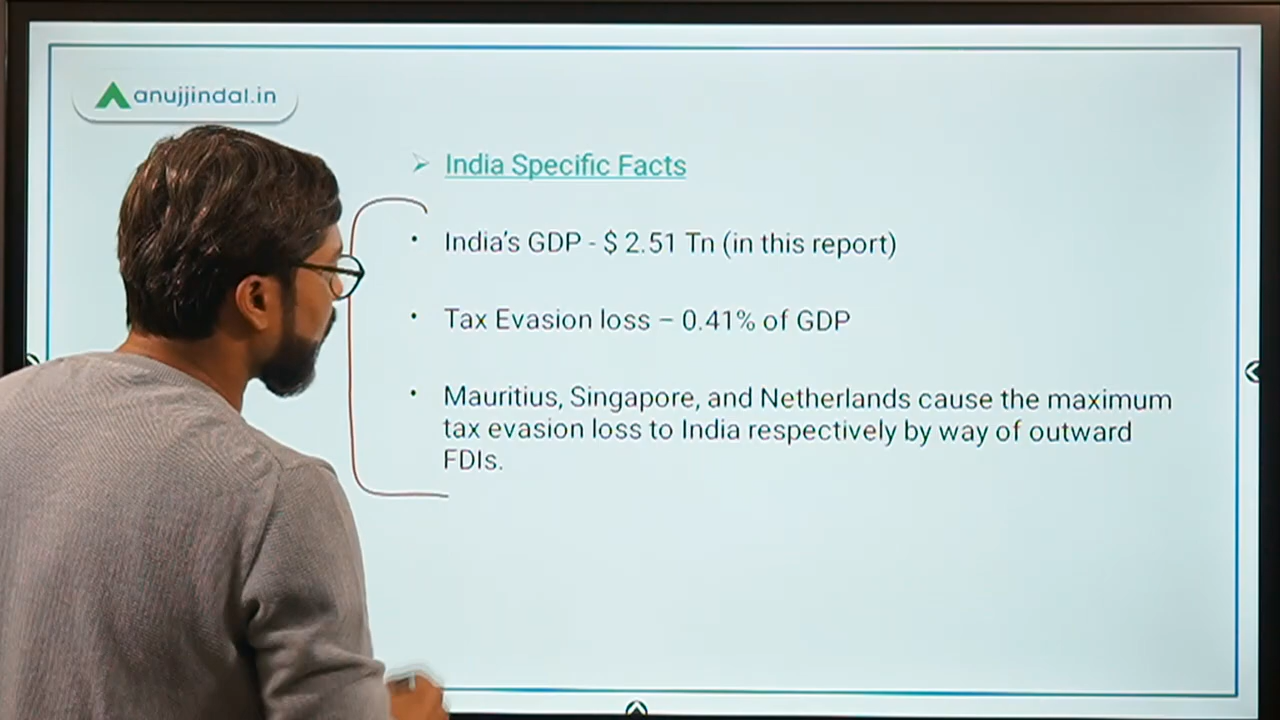 anujjindal.in
India Specific Facts
India's GDP - $ 2.51 Tn (in this report)
Tax Evasion loss – 0.41% of GDP
Mauritius, Singapore, and Netherlands cause the maximum
tax evasion loss to India respectively by way of outward
FDIs.